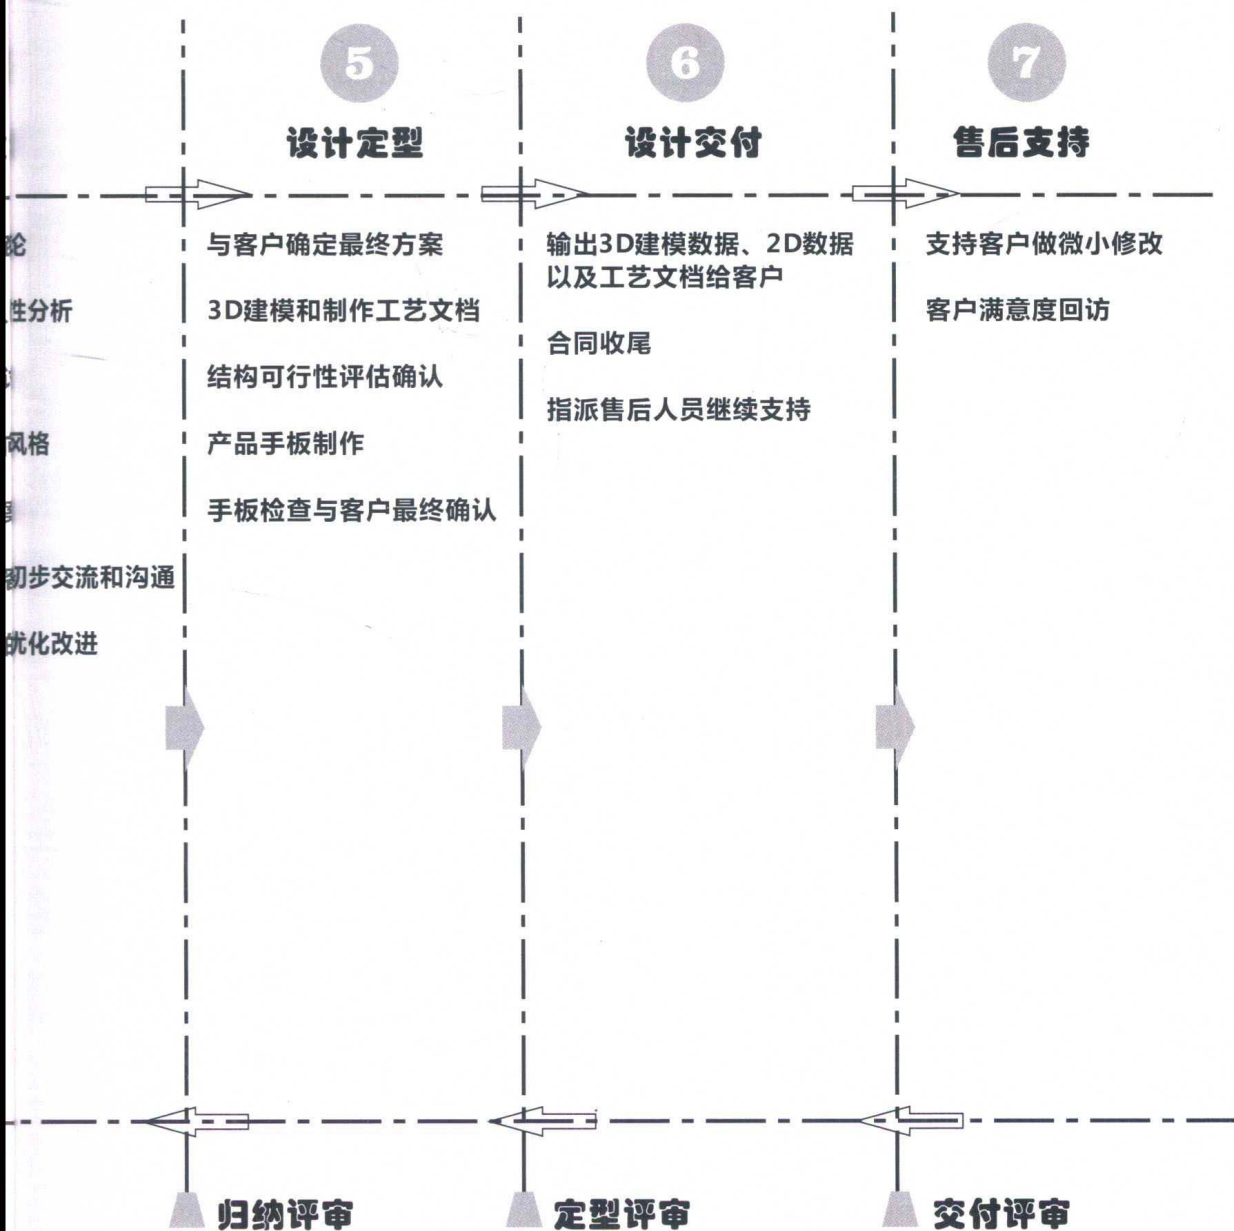 5
设计定型
与客户确定最终方案
3D建模和制作工艺文档
结构可行性评估确认
产品手板制作
手板检查与客户最终确认
6
设计交付
输出3D建模数据、2D数据
以及工艺文档给客户
合同收尾
指派售后人员继续支持
7
售后支持
支持客户做微小修改
客户满意度回访
性分析
风格
初步交流和沟通
优化改进
归纳评审
定型评审
交付评审